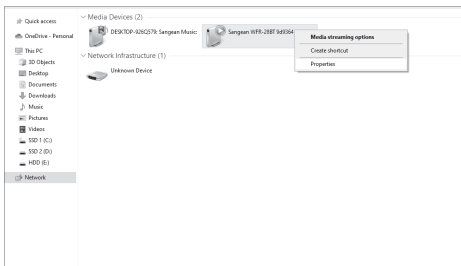 Quick access
OneDrive - Personal
This PC
3D Objects
Desktop
Documents
Downloads
Music
Pictures
Videos
SSD 1 (C:)
SSD 2 (D:)
HDD (E:)
Network
Media Devices (2)
DESKTOP-926Q579: Sangean Music:
Sangean WFR-28BT 9d9364
Network Infrastructure (1)
Unknown Device
Media streaming options
Create shortcut
Properties